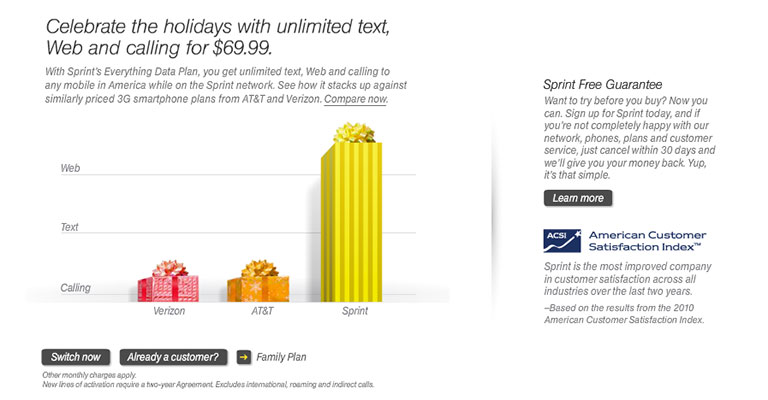 Celebrate the holidays with unlimited text,
Web and calling for $69.99.
With Sprint's Everything Data Plan, you get unlimited text, Web and calling to
any mobile in America while on the Sprint network. See how it stacks up against
similarly priced 3G smartphone plans from AT&T and Verizon. Compare now.
Web
Text
Calling
Verizon
AT&T
Sprint
Switch now
Already a customer?
Family Plan
Other monthly charges apply.
New lines of activation require a two-year Agreement. Excludes international, roaming and indirect calls.
Sprint Free Guarantee
Want to try before you buy? Now you
can. Sign up for Sprint today, and if
you're not completely happy with our
network, phones, plans and customer
service, just cancel within 30 days and
we'll give you your money back. Yup,
it's that simple.
Learn more
ACSI
American Customer
Satisfaction Index™
Sprint is the most improved company
in customer satisfaction across all
industries over the last two years.
–Based on the results from the 2010
American Customer Satisfaction Index.